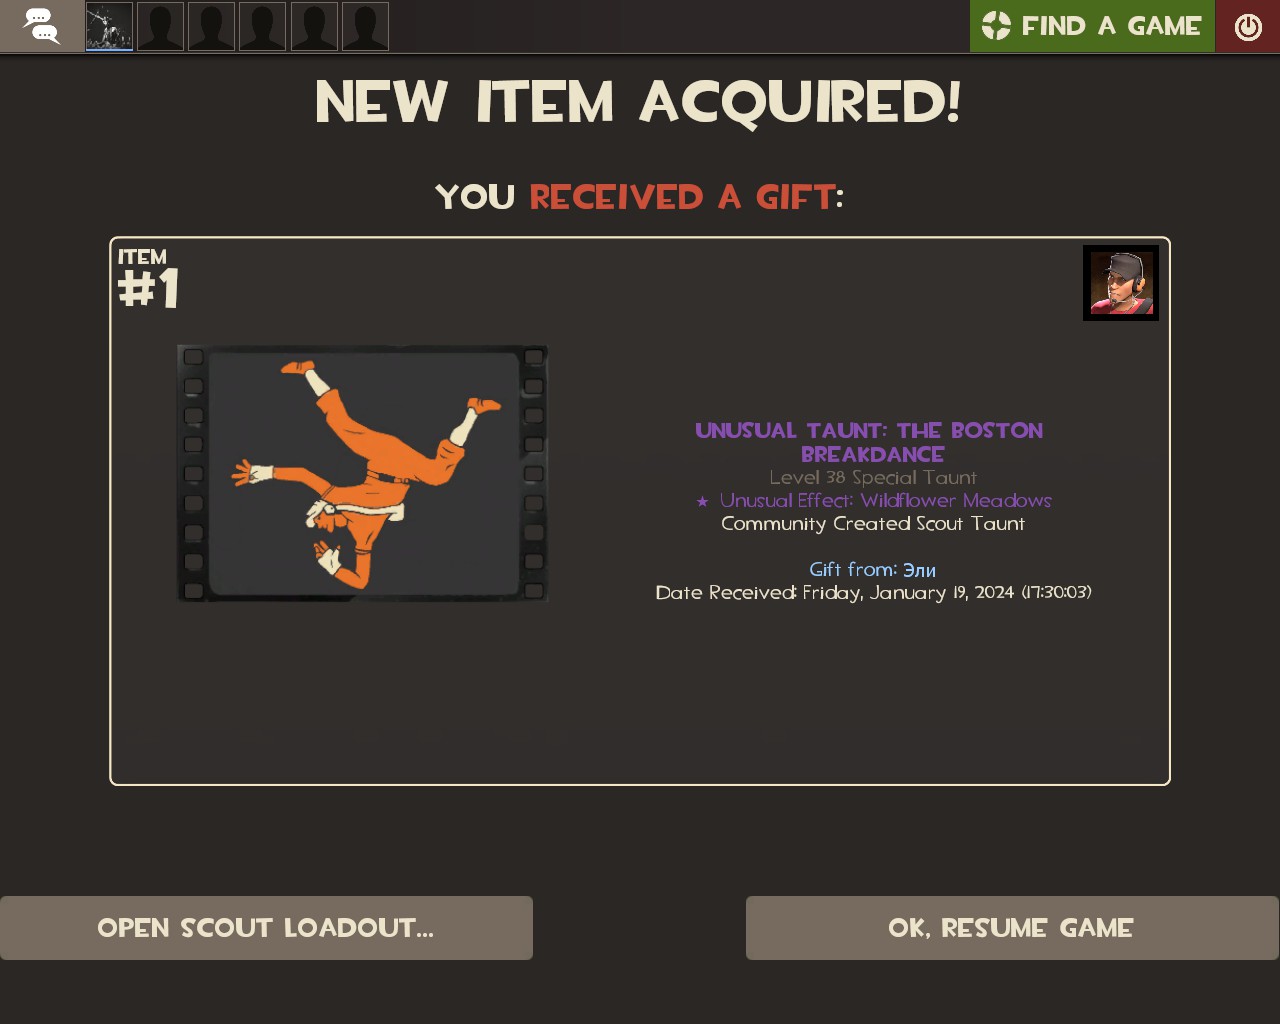 FIND A GAME
NEW ITEM ACQUIRED!
YOU RECEIVED A GIFT:
ITEM
#1
UNUSUAL TAUNT: THE BOSTON
BREAKDANCE
Level 38 Special Taunt
★ Unusual Effect: Wildflower Meadows
Community Created Scout Taunt
Gift from: Эли
Date Received: Friday, January 19, 2024 (17:30:03)
OPEN SCOUT LOADOUT...
OK, RESUME GAME